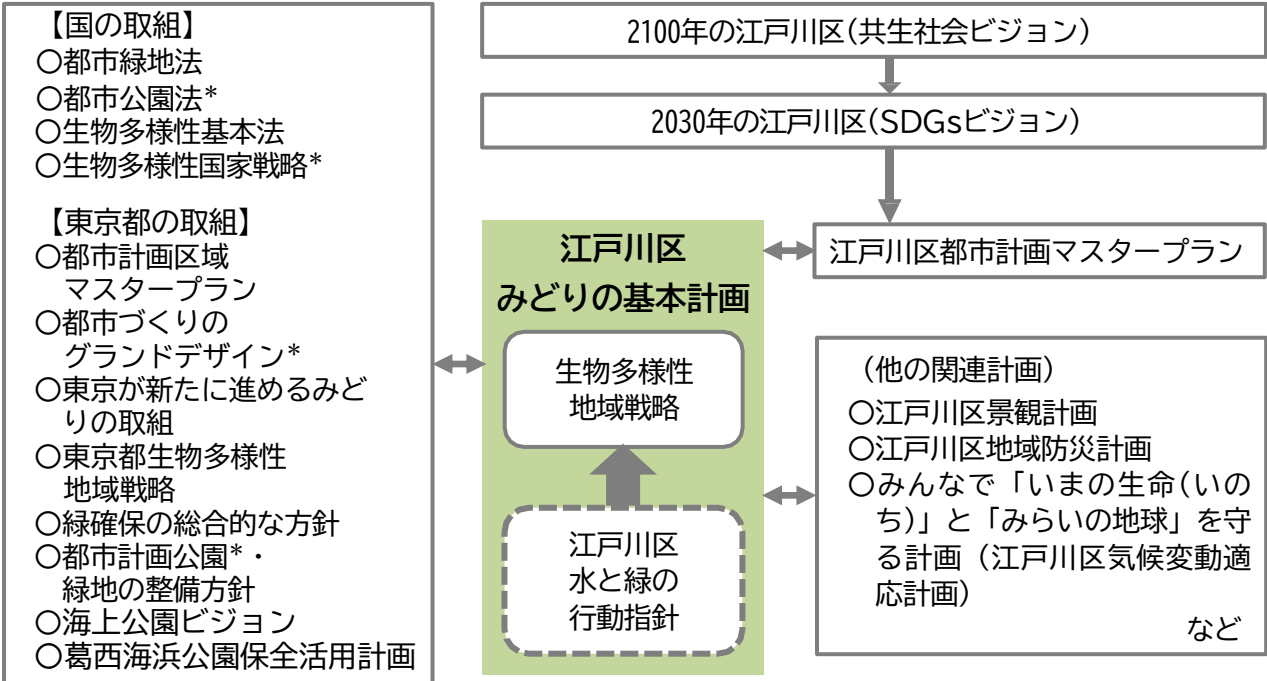 【国の取組】
○都市緑地法
○都市公園法*
○生物多様性基本法
○生物多様性国家戦略*
【東京都の取組】
○都市計画区域
マスタープラン
○都市づくりの
グランドデザイン*
○東京が新たに進めるみど
りの取組
○東京都生物多様性
地域戦略
○緑確保の総合的な方針
○都市計画公園*・
緑地の整備方針
○海上公園ビジョン
○葛西海浜公園保全活用計画
2100年の江戸川区(共生社会ビジョン)
2030年の江戸川区(SDGsビジョン)
江戸川区都市計画マスタープラン
江戸川区
みどりの基本計画
生物多様性
地域戦略
江戸川区
水と緑の
行動指針
(他の関連計画)
○江戸川区景観計画
○江戸川区地域防災計画
○みんなで「いまの生命(いの
ち)」と「みらいの地球」を守
る計画(江戸川区気候変動適
応計画)
など